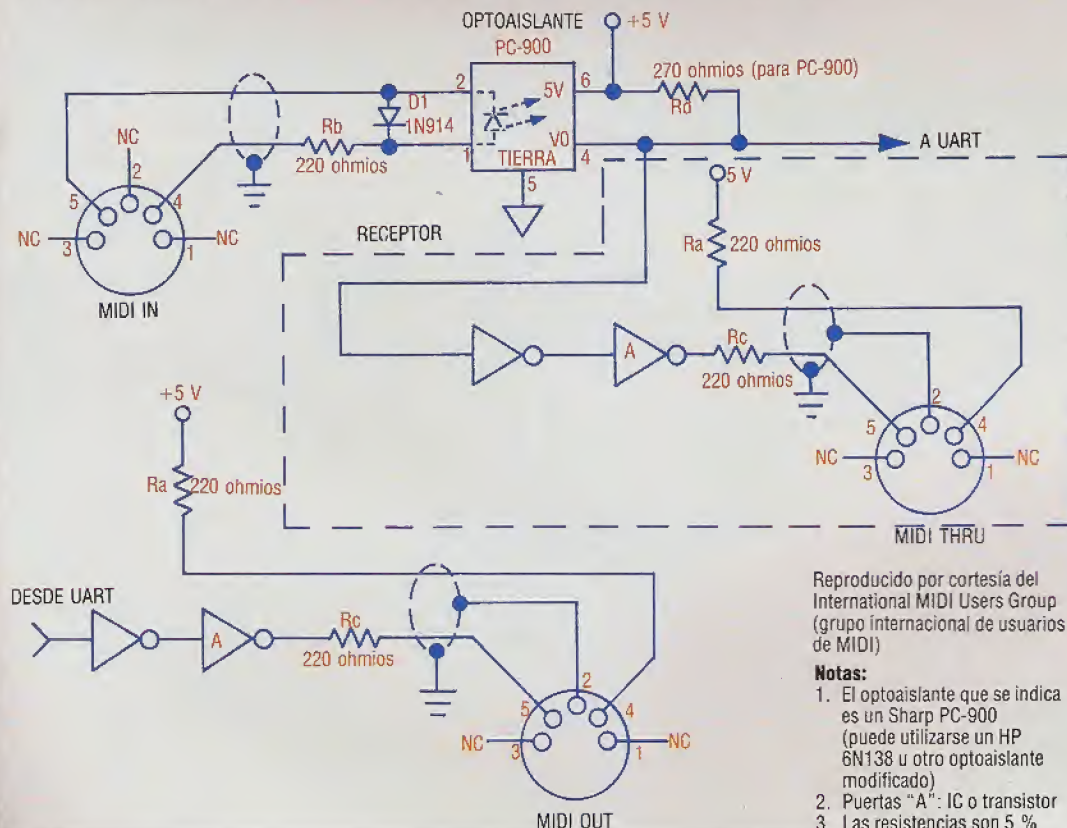 OPTOAISLANTE
PC-900
+5 V
2
6
5V
270 ohmios (para PC-900)
Rd
D1
1N914
Rb
220 ohmios
1
V0
4
TIERRA
5
A UART
NC
2
5
4
NC
3
1
NC
MIDI IN
RECEPTOR
5 V
Ra
220 ohmios
A
Rc
220 ohmios
2
5
4
NC
3
1
NC
MIDI THRU
+5 V
Ra
220 ohmios
DESDE UART
A
Rc
220 ohmios
2
5
4
NC
3
1
NC
MIDI OUT
Reproducido por cortesía del
International MIDI Users Group
(grupo internacional de usuarios
de MIDI)
Notas:
1. El optoaislante que se indica
es un Sharp PC-900
(puede utilizarse un HP
6N138 u otro optoaislante
modificado)
2. Puertas "A": IC o transistor
3. Las resistencias son 5 %